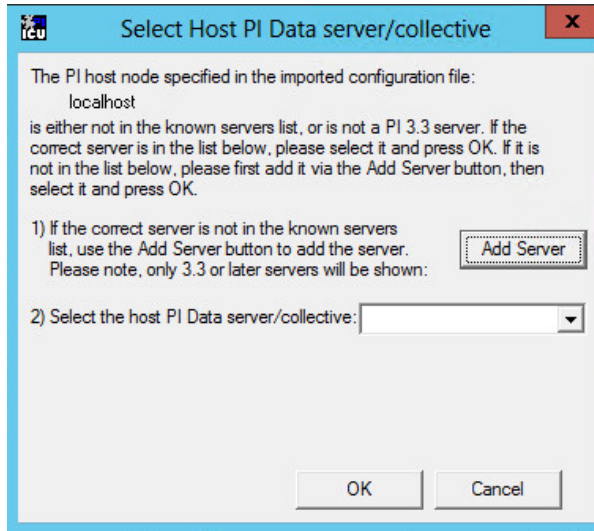 ICU
Select Host PI Data server/collective
x
The PI host node specified in the imported configuration file:
localhost
is either not in the known servers list, or is not a PI 3.3 server. If the
correct server is in the list below, please select it and press OK. If it is
not in the list below, please first add it via the Add Server button, then
select it and press OK.
1) If the correct server is not in the known servers
list, use the Add Server button to add the server.
Please note, only 3.3 or later servers will be shown:
Add Server
2) Select the host PI Data server/collective:
OK
Cancel